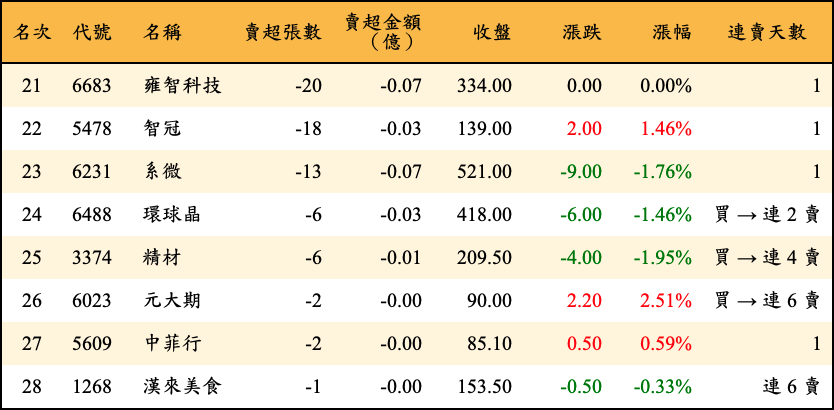 名次 代號 名稱 賣超張數 賣超金額（億） 收盤 漲跌 漲幅 連賣天數
21 6683 雍智科技 -20 -0.07 334.00 0.00 0.00% 1
22 5478 智冠 -18 -0.03 139.00 2.00 1.46% 1
23 6231 系微 -13 -0.07 521.00 -9.00 -1.76% 1
24 6488 環球晶 -6 -0.03 418.00 -6.00 -1.46% 買 → 連 2 賣
25 3374 精材 -6 -0.01 209.50 -4.00 -1.95% 買 → 連 4 賣
26 6023 元大期 -2 -0.00 90.00 2.20 2.51% 買 → 連 6 賣
27 5609 中菲行 -2 -0.00 85.10 0.50 0.59% 1
28 1268 漢來美食 -1 -0.00 153.50 -0.50 -0.33% 連 6 賣